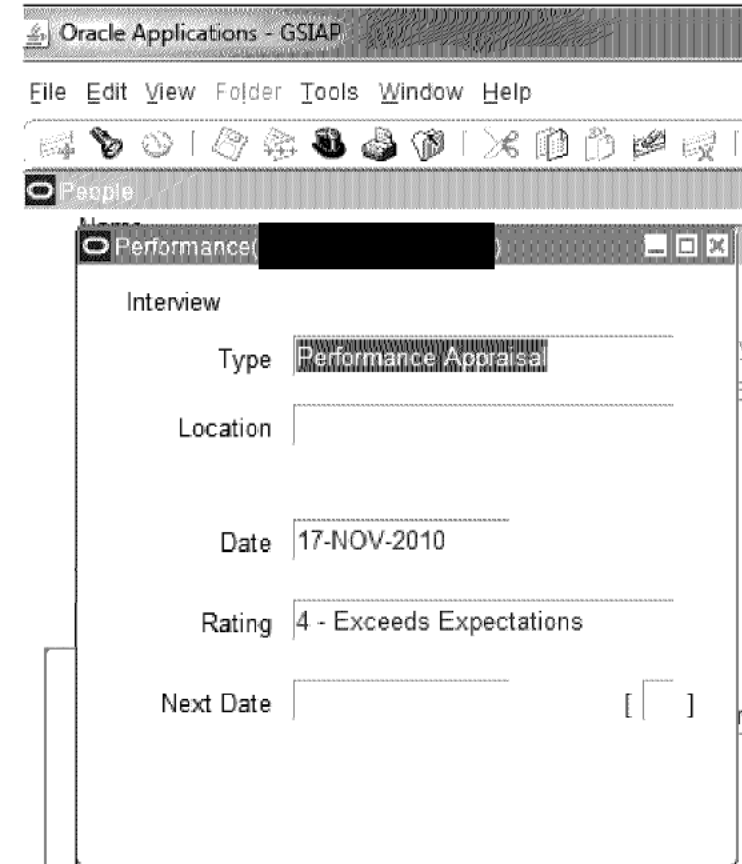 Oracle Applications - GSIAP
File Edit View Folder Tools Window Help
People
Name
Performance( )
Interview
Type Performance Appraisal
Location
Date 17-NOV-2010
Rating 4 - Exceeds Expectations
Next Date [ ]